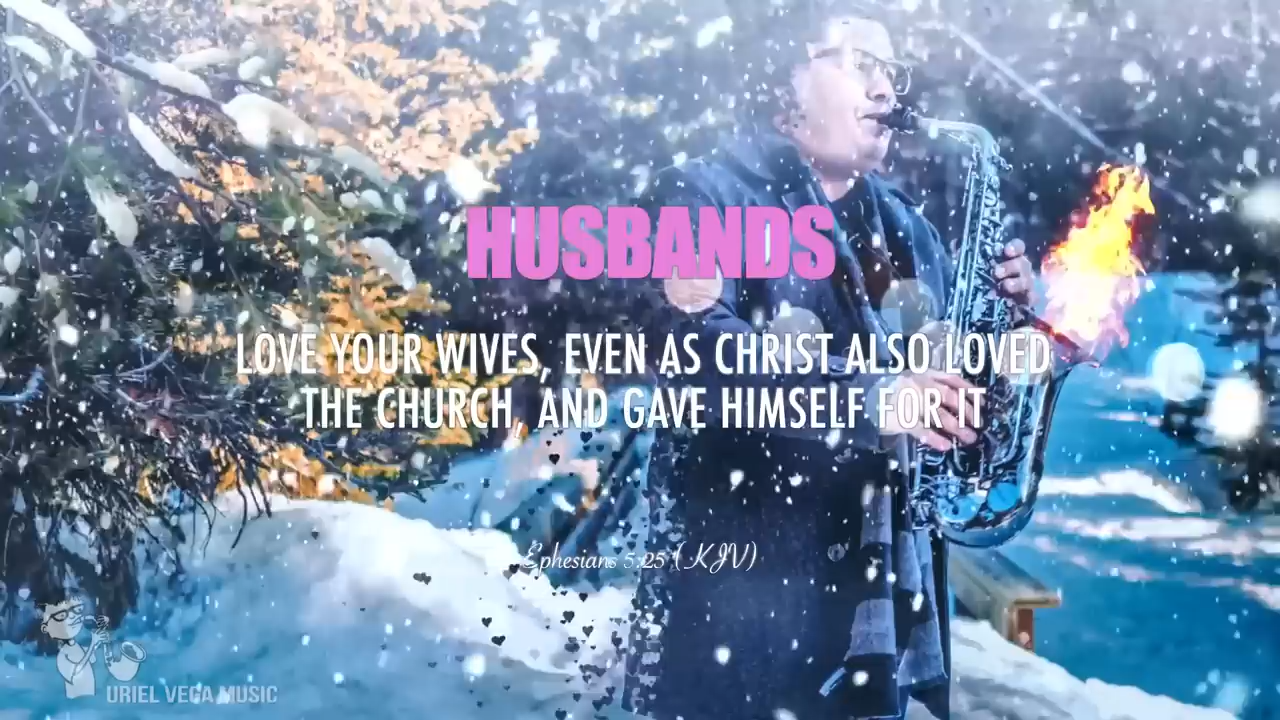 HUSBANDS
LOVE YOUR WIVES, EVEN AS CHRIST ALSO LOVED
THE CHURCH, AND GAVE HIMSELF FOR IT
Ephesians 5:25 (KJV)
URIEL VEGA MUSIC